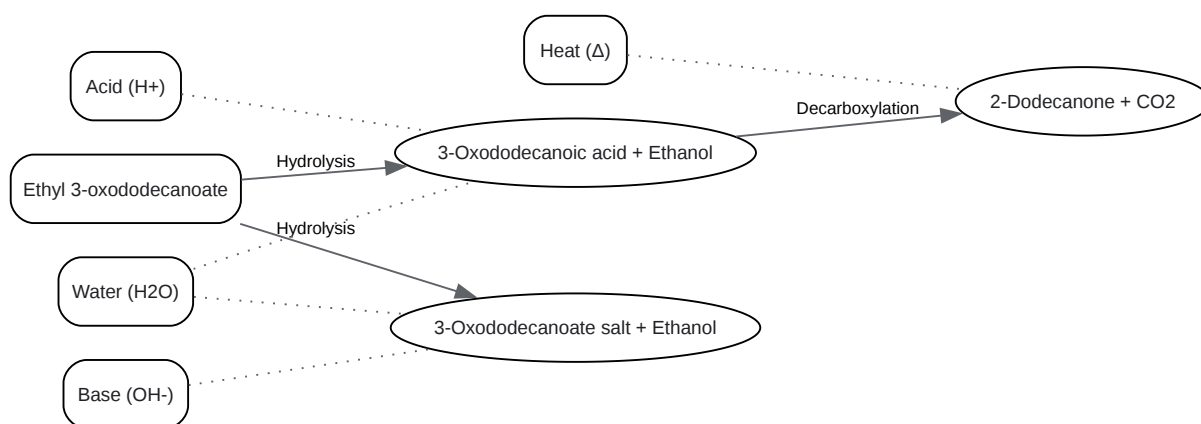 Heat (Δ)
Acid (H+)
2-Dodecanone + CO2
Decarboxylation
3-Oxododecanoic acid + Ethanol
Hydrolysis
Ethyl 3-oxododecanoate
Hydrolysis
Water (H2O)
3-Oxododecanoate salt + Ethanol
Base (OH-)